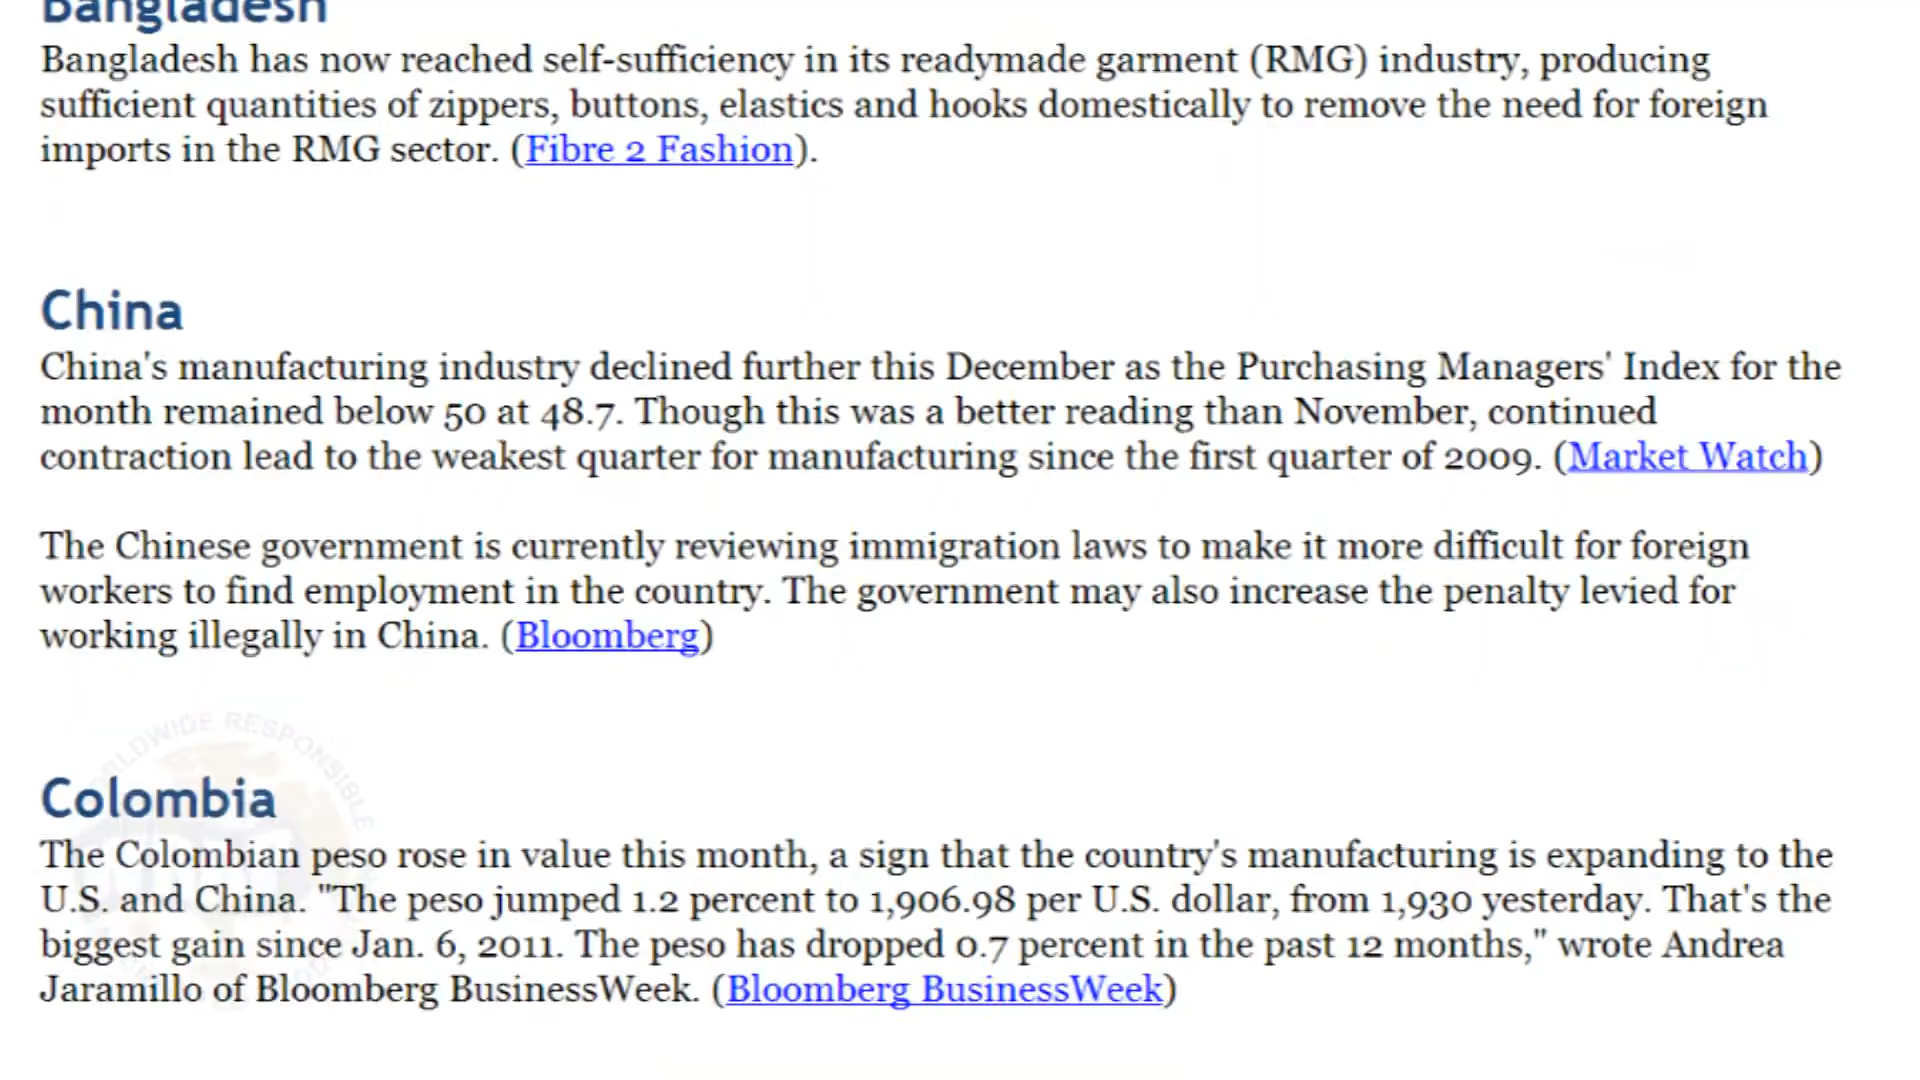 Bangladesh
Bangladesh has now reached self-sufficiency in its readymade garment (RMG) industry, producing
sufficient quantities of zippers, buttons, elastics and hooks domestically to remove the need for foreign
imports in the RMG sector. (Fibre 2 Fashion).
China
China's manufacturing industry declined further this December as the Purchasing Managers' Index for the
month remained below 50 at 48.7. Though this was a better reading than November, continued
contraction lead to the weakest quarter for manufacturing since the first quarter of 2009. (Market Watch)
The Chinese government is currently reviewing immigration laws to make it more difficult for foreign
workers to find employment in the country. The government may also increase the penalty levied for
working illegally in China. (Bloomberg)
WORLDWIDE RESPONSIBLE
Colombia
The Colombian peso rose in value this month, a sign that the country's manufacturing is expanding to the
U.S. and China. "The peso jumped 1.2 percent to 1,906.98 per U.S. dollar, from 1,930 yesterday. That's the
biggest gain since Jan. 6, 2011. The peso has dropped 0.7 percent in the past 12 months," wrote Andrea
Jaramillo of Bloomberg BusinessWeek. (Bloomberg BusinessWeek)